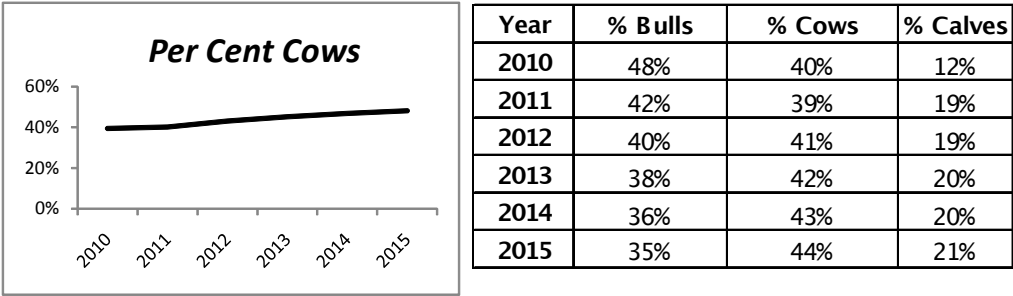 Per Cent Cows
60%
40%
20%
0%
2010 2011 2012 2013 2014 2015
Year % Bulls % Cows % Calves
2010 48% 40% 12%
2011 42% 39% 19%
2012 40% 41% 19%
2013 38% 42% 20%
2014 36% 43% 20%
2015 35% 44% 21%